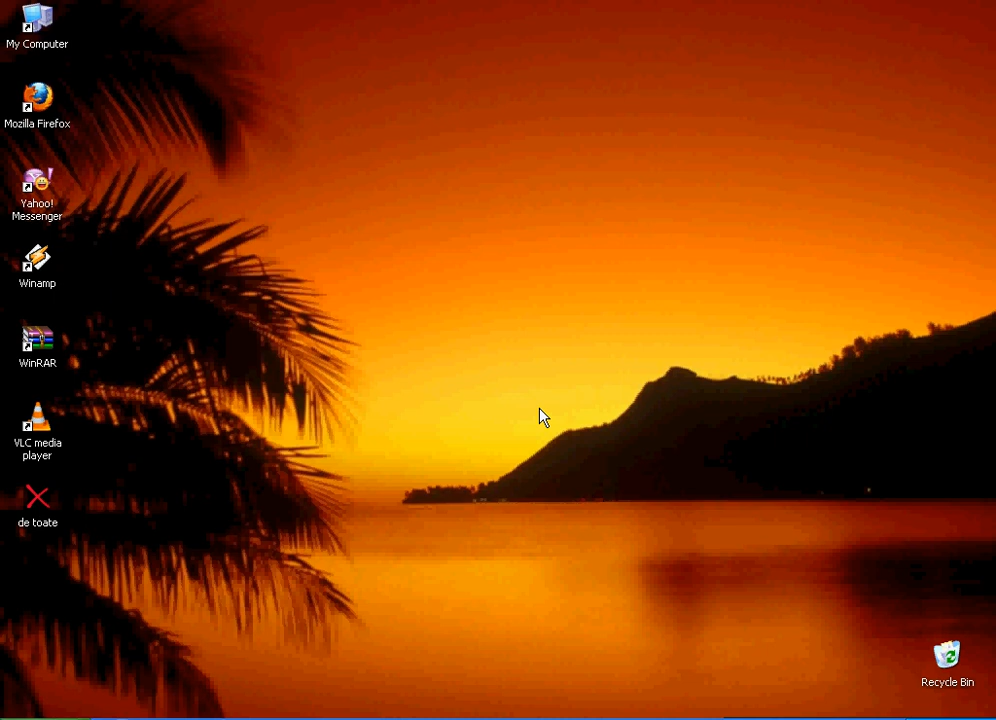 My Computer
Mozilla Firefox
Yahoo!
Messenger
Winamp
WinRAR
VLC media
player
de toate
Recycle Bin